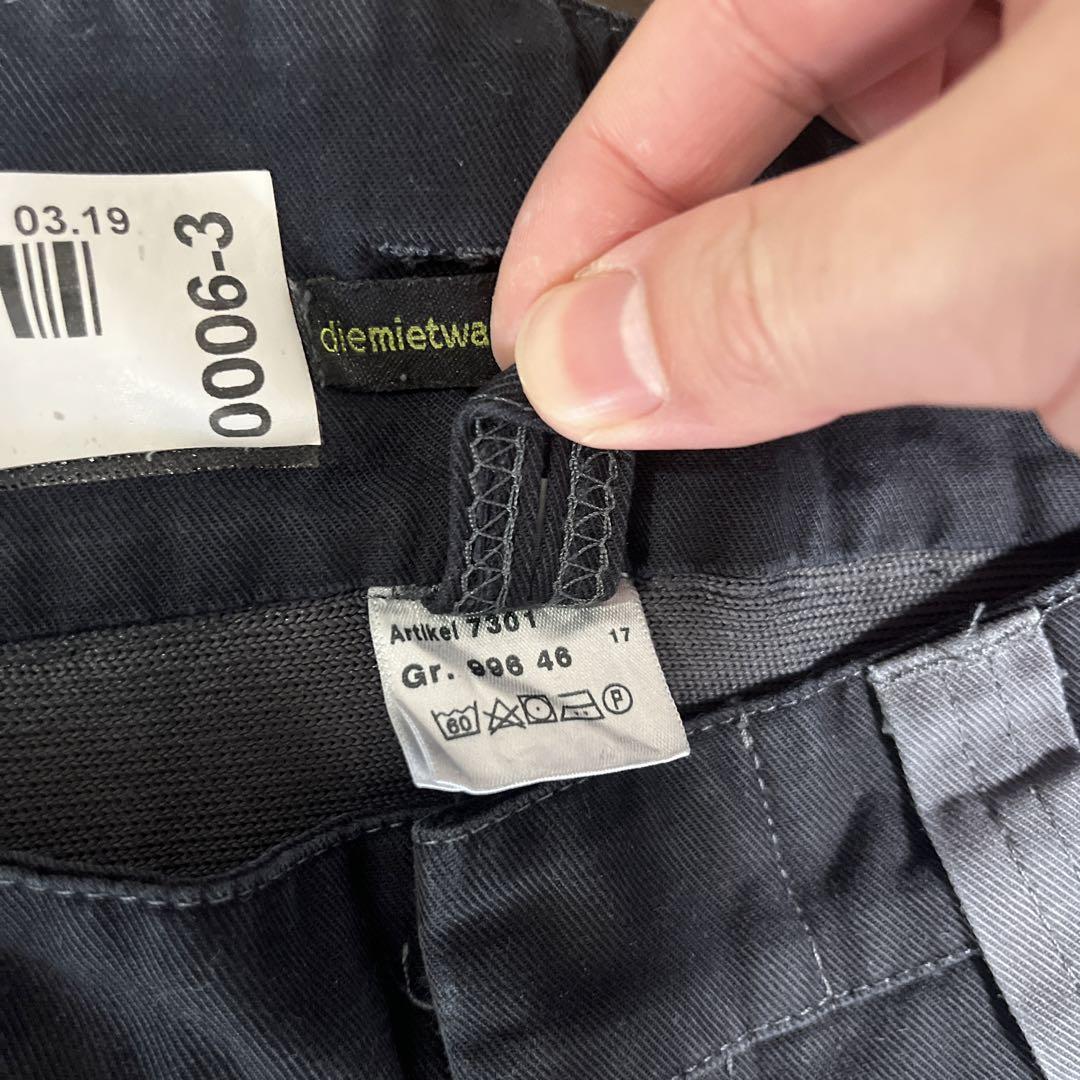 03.19
0006-3
diemietwa
Artikel 7301
17
Gr. 996 46
60
P